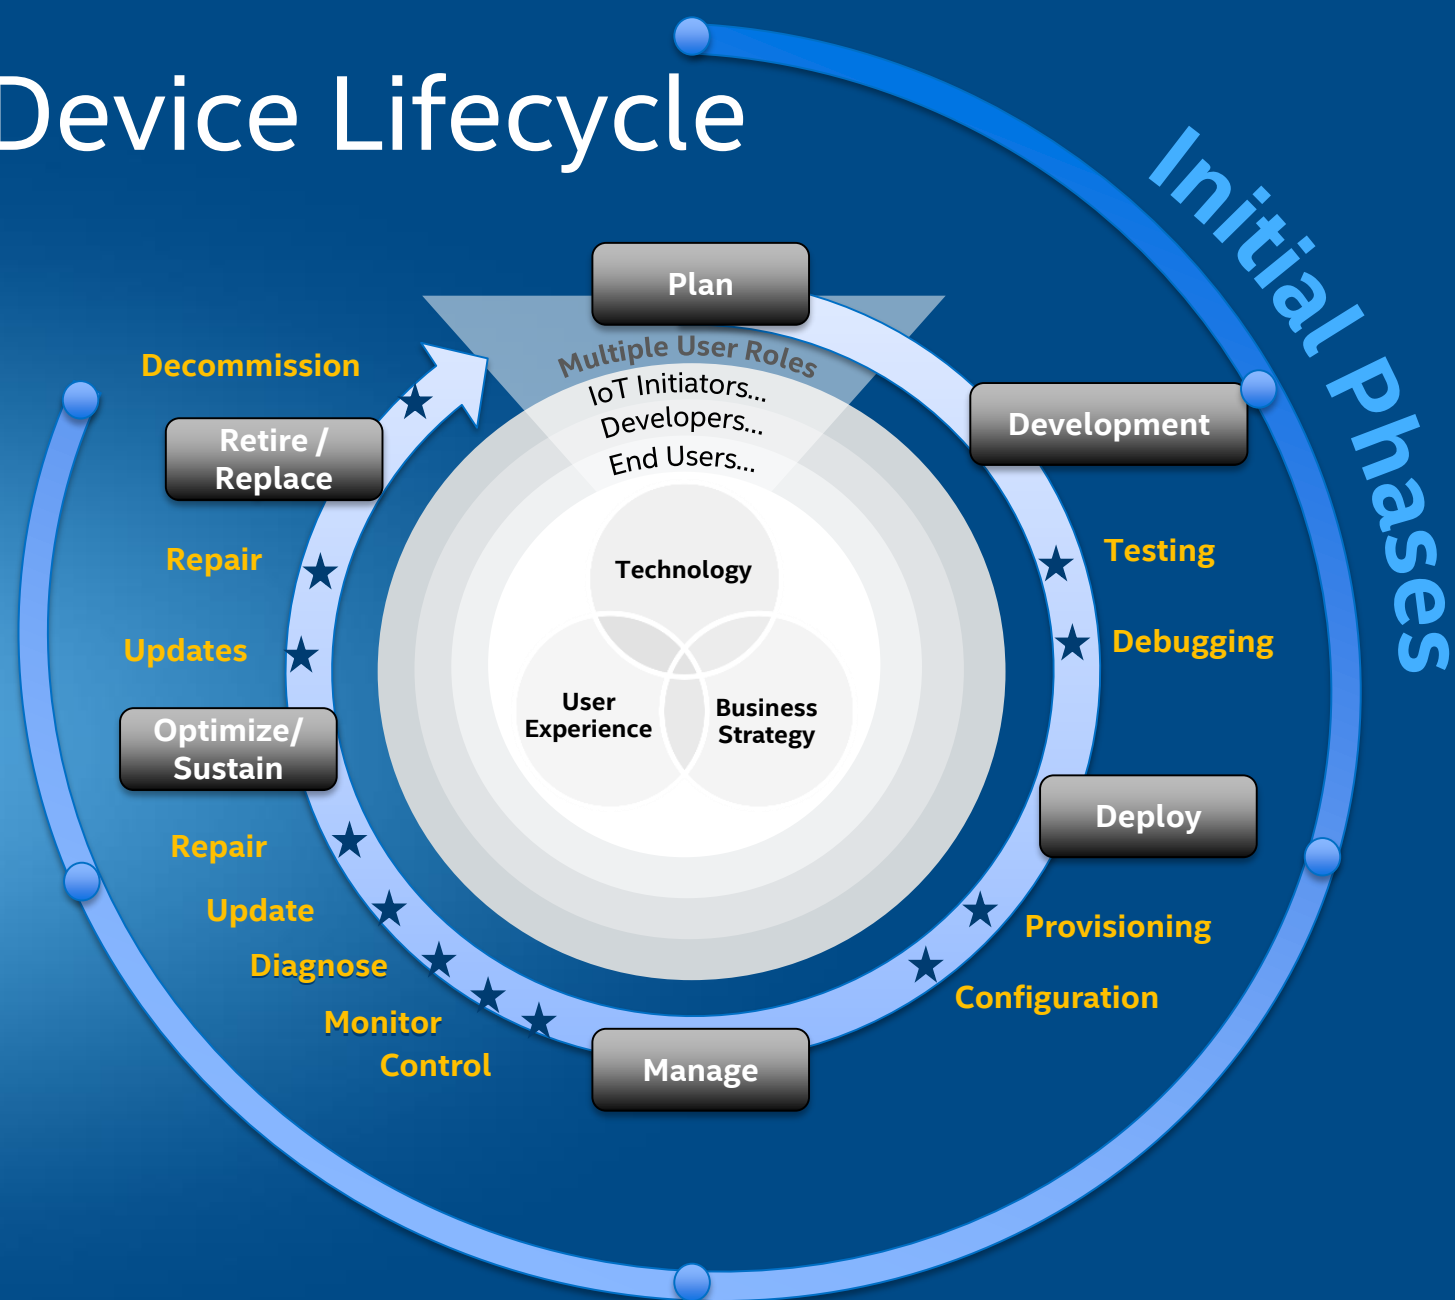 Device Lifecycle
Initial Phases
Plan
Multiple User Roles
IoT Initiators...
Developers...
End Users...
Technology
User
Experience
Business
Strategy
Development
Testing
Debugging
Deploy
Provisioning
Configuration
Manage
Control
Monitor
Diagnose
Update
Repair
Optimize/
Sustain
Updates
Repair
Retire /
Replace
Decommission